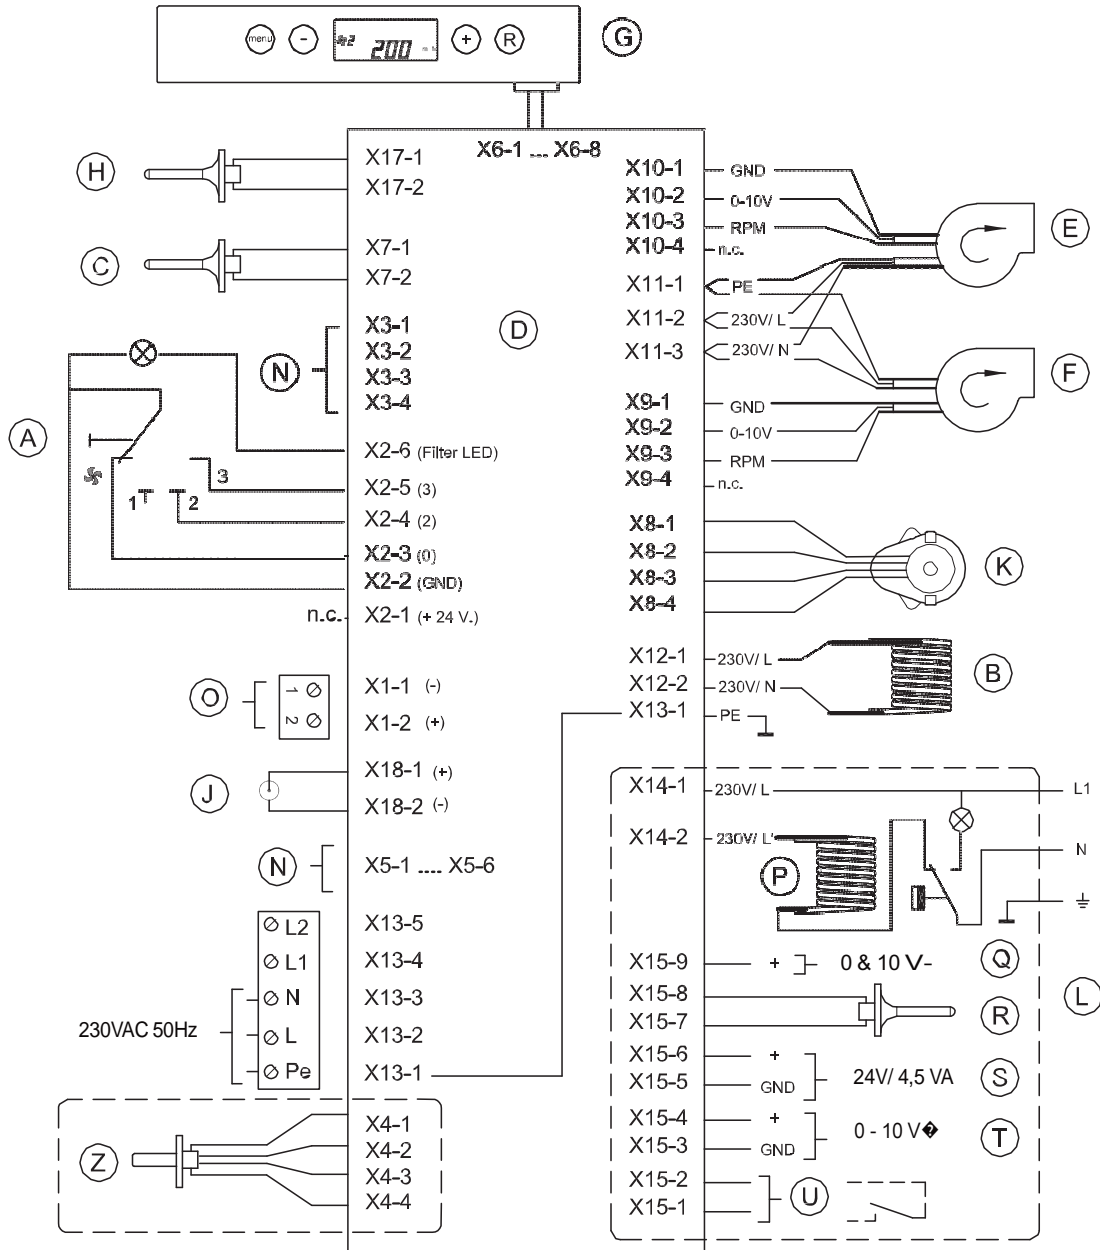 menu - 2 200 + R G
X6-1 .... X6-8
H X17-1
X17-2
C X7-1
X7-2
X3-1
N X3-2
X3-3
X3-4
A
X2-6 (Filter LED)
3
X2-5 (3)
1 2
X2-4 (2)
X2-3 (0)
X2-2 (GND)
n.c. X2-1 (+ 24 V.)
O 1 X1-1 (-)
2 X1-2 (+)
J X18-1 (+)
X18-2 (-)
N X5-1 .... X5-6
L2 X13-5
L1 X13-4
N X13-3
230VAC 50Hz
L X13-2
Pe X13-1
X4-1
Z X4-2
X4-3
X4-4
D
X10-1 GND
X10-2 0-10V
X10-3 RPM
X10-4 n.c.
E
X11-1 PE
X11-2 230V/ L
X11-3 230V/ N
F
X9-1 GND
X9-2 0-10V
X9-3 RPM
X9-4 n.c.
X8-1
X8-2
X8-3
X8-4
K
X12-1 230V/ L
X12-2 230V/ N
B
X13-1 PE
X14-1 230V/ L L1
X14-2 230V/ L' N
P
X15-9 + 0 & 10 V- Q
X15-8
X15-7 R
L
X15-6 +
X15-5 GND 24V/ 4,5 VA S
X15-4 +
X15-3 GND 0 - 10 V� T
X15-2
X15-1 U